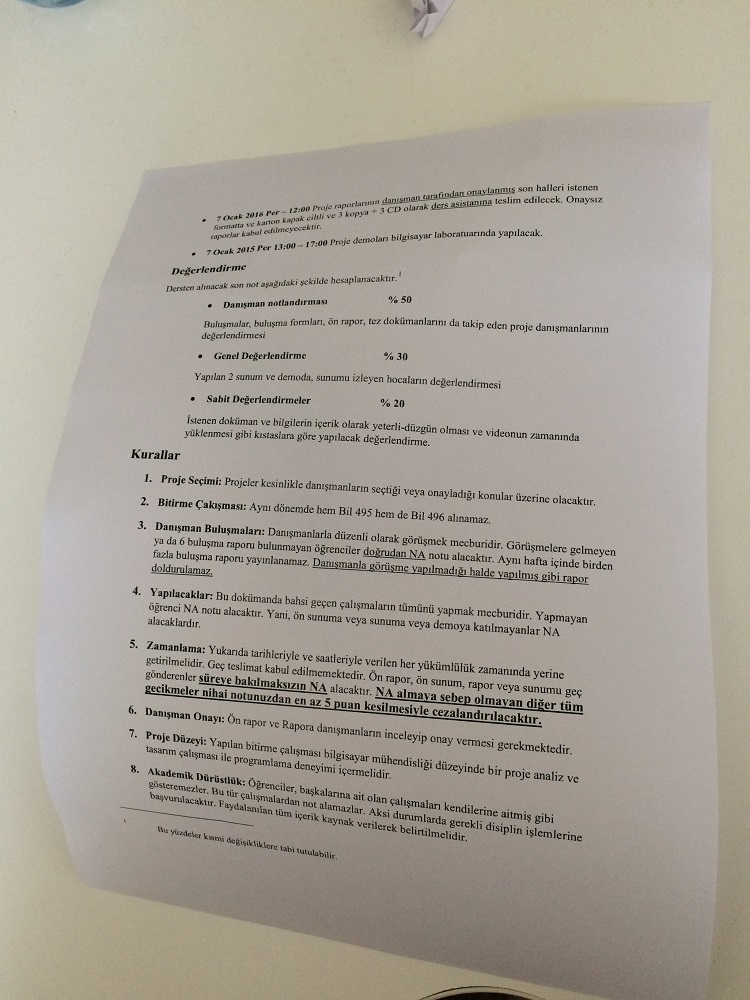 • 7 Ocak 2016 Per – 12:00 Proje raporlarının danışman tarafından onaylanmış son halleri istenen
formatta ve karton kapak ciltli ve 3 kopya + 3 CD olarak ders asistanına teslim edilecek. Onaysız
raporlar kabul edilmeyecektir.
• 7 Ocak 2015 Per 13:00 – 17:00 Proje demoları bilgisayar laboratuarında yapılacak.
Değerlendirme
Dersten alınacak son not aşağıdaki şekilde hesaplanacaktır.1
• Danışman notlandırması % 50
Buluşmalar, buluşma formları, ön rapor, tez dokümanlarını da takip eden proje danışmanlarının
değerlendirmesi
• Genel Değerlendirme % 30
Yapılan 2 sunum ve demoda, sunumu izleyen hocaların değerlendirmesi
• Sabit Değerlendirmeler % 20
İstenen doküman ve bilgilerin içerik olarak yeterli-düzgün olması ve videonun zamanında
yüklenmesi gibi kıstaslara göre yapılacak değerlendirme.
Kurallar
1. Proje Seçimi: Projeler kesinlikle danışmanların seçtiği veya onayladığı konular üzerine olacaktır.
2. Bitirme Çakışması: Aynı dönemde hem Bil 495 hem de Bil 496 alınamaz.
3. Danışman Buluşmaları: Danışmanlarla düzenli olarak görüşmek mecburidir. Görüşmelere gelmeyen
ya da 6 buluşma raporu bulunmayan öğrenciler doğrudan NA notu alacaktır. Aynı hafta içinde birden
fazla buluşma raporu yayınlanamaz. Danışmanla görüşme yapılmadığı halde yapılmış gibi rapor
doldurulamaz.
4. Yapılacaklar: Bu dokümanda bahsi geçen çalışmaların tümünü yapmak mecburidir. Yapmayan
öğrenci NA notu alacaktır. Yani, ön sunuma veya sunuma veya demoya katılmayanlar NA
alacaklardır.
5. Zamanlama: Yukarıda tarihleriyle ve saatleriyle verilen her yükümlülük zamanında yerine
getirilmelidir. Geç teslimat kabul edilmemektedir. Ön rapor, ön sunum, rapor veya sunumu geç
gönderenler süreye bakılmaksızın NA alacaktır. NA almaya sebep olmayan diğer tüm
gecikmeler nihai notunuzdan en az 5 puan kesilmesiyle cezalandırılacaktır.
6. Danışman Onayı: Ön rapor ve Rapora danışmanların inceleyip onay vermesi gerekmektedir.
7. Proje Düzeyi: Yapılan bitirme çalışması bilgisayar mühendisliği düzeyinde bir proje analiz ve
tasarım çalışması ile programlama deneyimi içermelidir.
8. Akademik Dürüstlük: Öğrenciler, başkalarına ait olan çalışmaları kendilerine aitmiş gibi
gösteremezler. Bu tür çalışmalardan not alamazlar. Aksi durumlarda gerekli disiplin işlemlerine
başvurulacaktır. Faydalanılan tüm içerik kaynak verilerek belirtilmelidir.
1 Bu yüzdeler kısmi değişikliklere tabi tutulabilir.